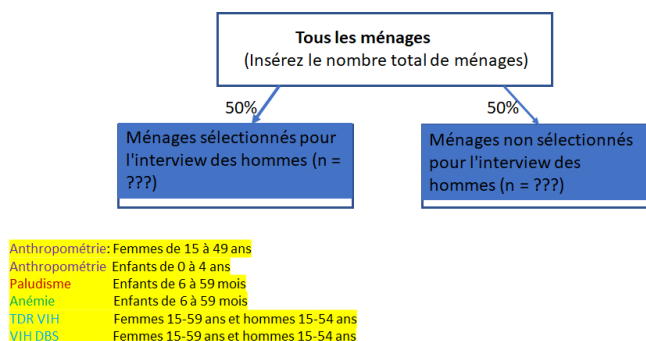 Tous les ménages
(Insérez le nombre total de ménages)
50%
50%
Ménages sélectionnés pour
l'interview des hommes (n =
???)
Ménages non sélectionnés
pour l'interview des
hommes (n = ???)
Anthropométrie: Femmes de 15 à 49 ans
Anthropométrie Enfants de 0 à 4 ans
Paludisme Enfants de 6 à 59 mois
Anémie Enfants de 6 à 59 mois
TDR VIH Femmes 15-59 ans et hommes 15-54 ans
VIH DBS Femmes 15-59 ans et hommes 15-54 ans